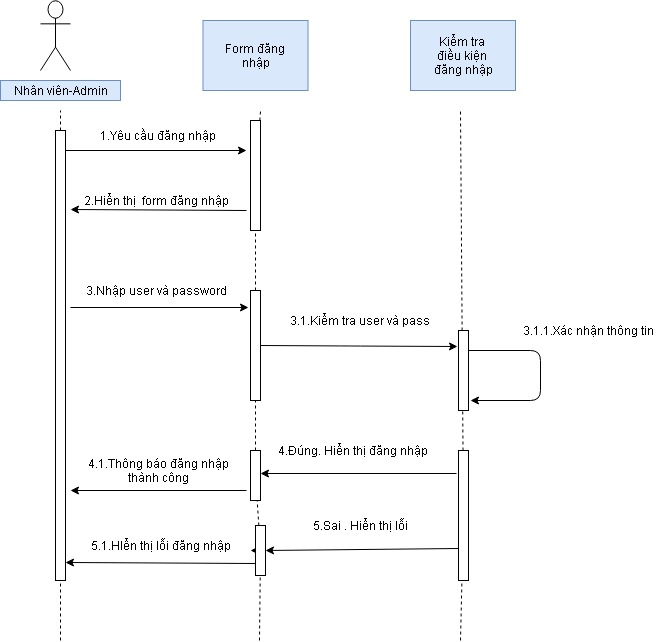 Nhân viên-Admin
Form đăng
nhập
Kiểm tra
điều kiện
đăng nhập
1.Yêu cầu đăng nhập
2.Hiển thị form đăng nhập
3.Nhập user và password
3.1.Kiểm tra user và pass
3.1.1.Xác nhận thông tin
4.Đúng. Hiển thị đăng nhập
4.1.Thông báo đăng nhập
thành công
5.Sai . Hiển thị lỗi
5.1.HIển thị lỗi đăng nhập